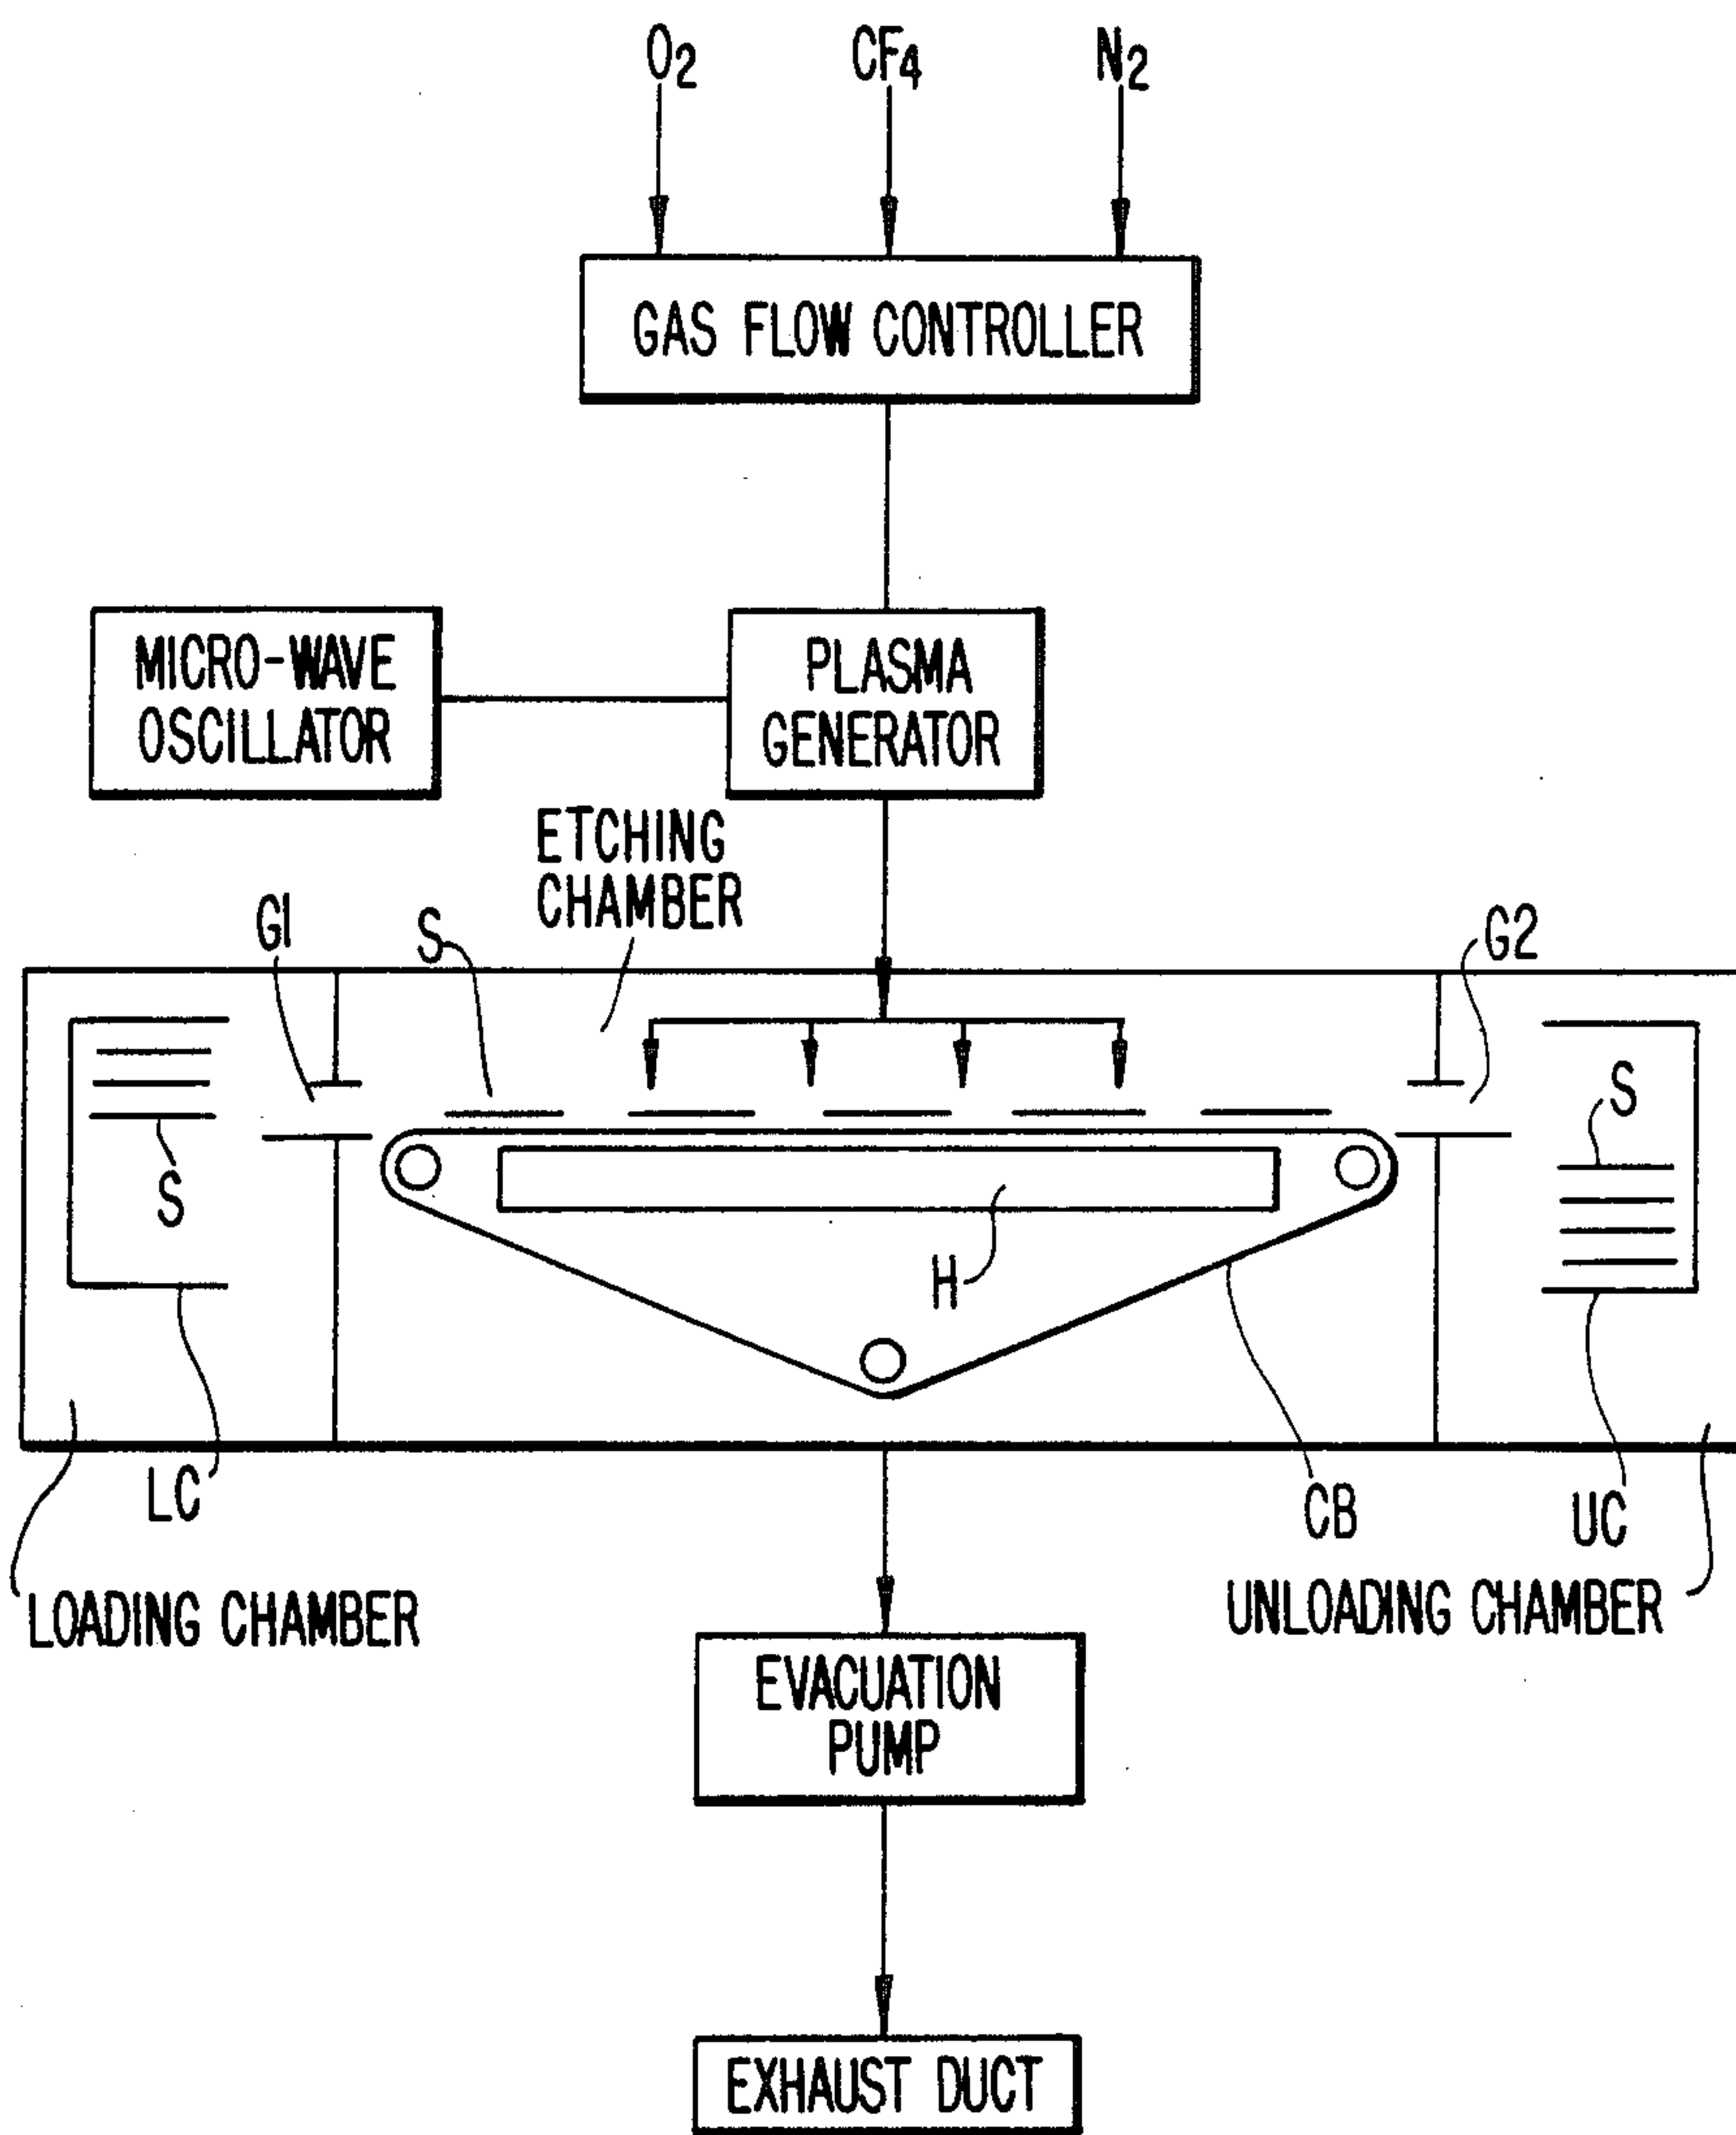 O2 CF4 N2
GAS FLOW CONTROLLER
MICRO-WAVE
OSCILLATOR
PLASMA
GENERATOR
ETCHING
CHAMBER
G1
S
G2
S
S
H
LC
CB
UC
LOADING CHAMBER
UNLOADING CHAMBER
EVACUATION
PUMP
EXHAUST DUCT